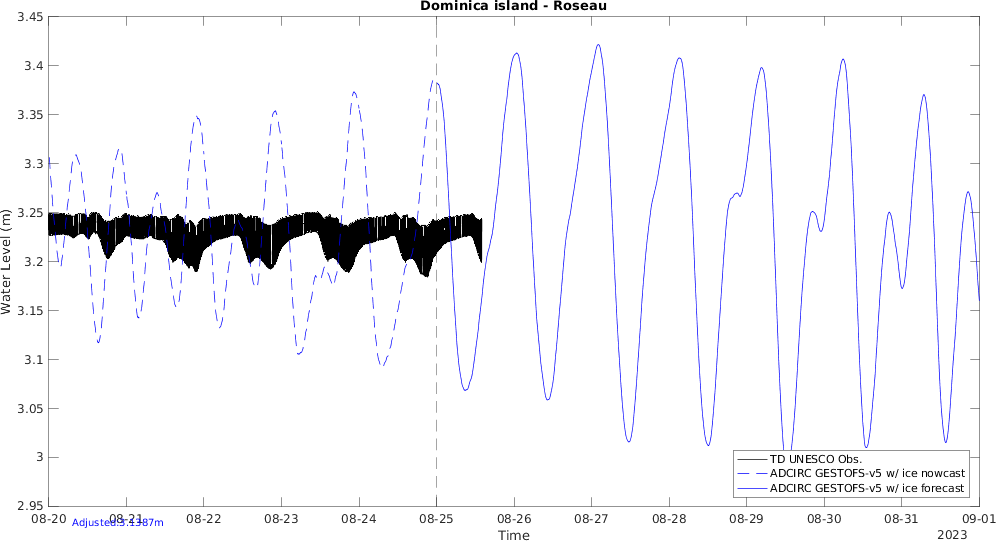 Dominica island - Roseau
3.45
3.4
3.35
3.3
3.25
3.2
3.15
3.1
3.05
3
2.95
Water Level (m)
08-20 08-21 08-22 08-23 08-24 08-25 08-26 08-27 08-28 08-29 08-30 08-31 09-01
Adjusted:3.1387m
Time
2023
TD UNESCO Obs.
ADCIRC GESTOFS-v5 w/ ice nowcast
ADCIRC GESTOFS-v5 w/ ice forecast